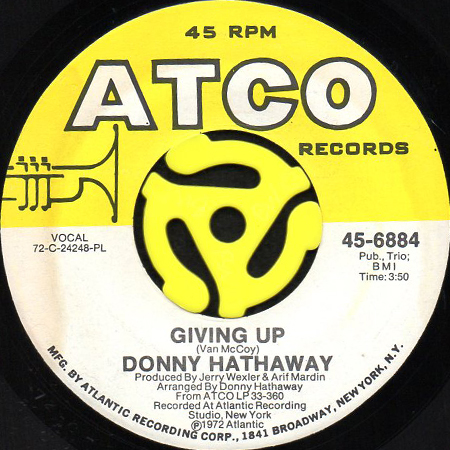 45 RPM
ATCO
RECORDS
VOCAL
72-C-24248-PL
45-6884
Pub., Trio;
BMI
Time: 3:50
GIVING UP
(Van McCoy)
DONNY HATHAWAY
Produced By Jerry Wexler & Arif Mardin
Arranged By Donny Hathaway
From ATCO LP 33-360
Recorded At Atlantic Recording
Studio, New York
Ⓟ1972 Atlantic
MFG. BY ATLANTIC RECORDING CORP., 1841 BROADWAY, NEW YORK, N.Y.